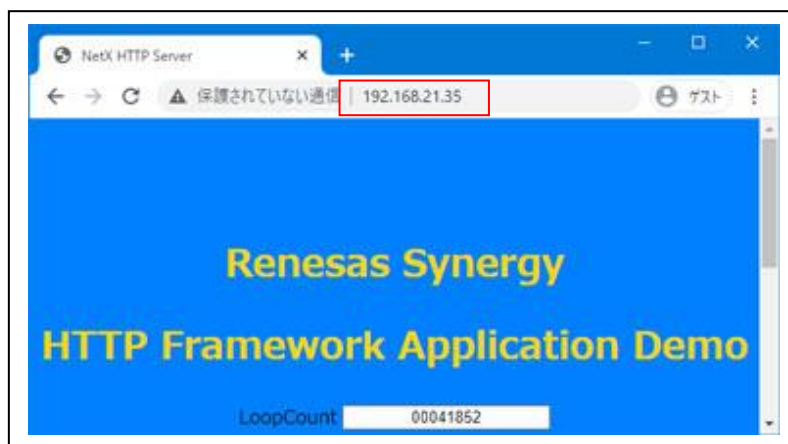 NetX HTTP Server
保護されていない通信 | 192.168.21.35
ゲスト
Renesas Synergy
HTTP Framework Application Demo
LoopCount 00041852